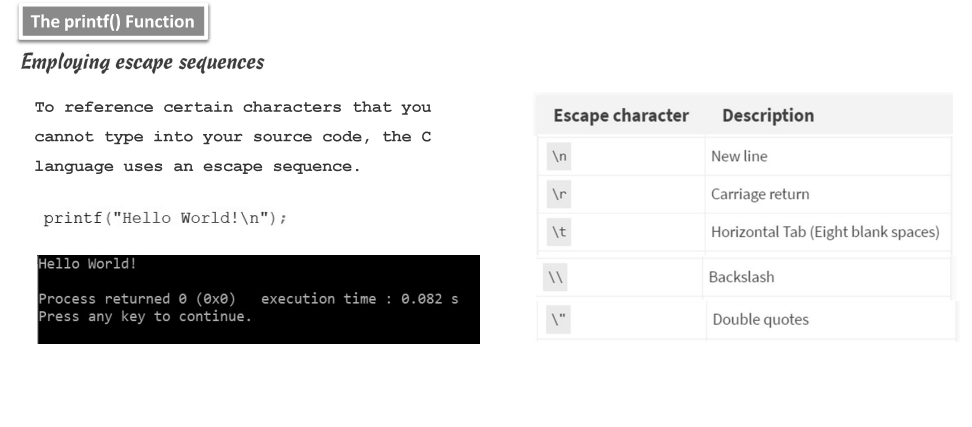 The printf() Function
Employing escape sequences
To reference certain characters that you
cannot type into your source code, the C
language uses an escape sequence.
printf("Hello World!\n");
Hello World!
Process returned 0 (0x0)   execution time : 0.082 s
Press any key to continue.
Escape character Description
\n New line
\r Carriage return
\t Horizontal Tab (Eight blank spaces)
\\ Backslash
\" Double quotes